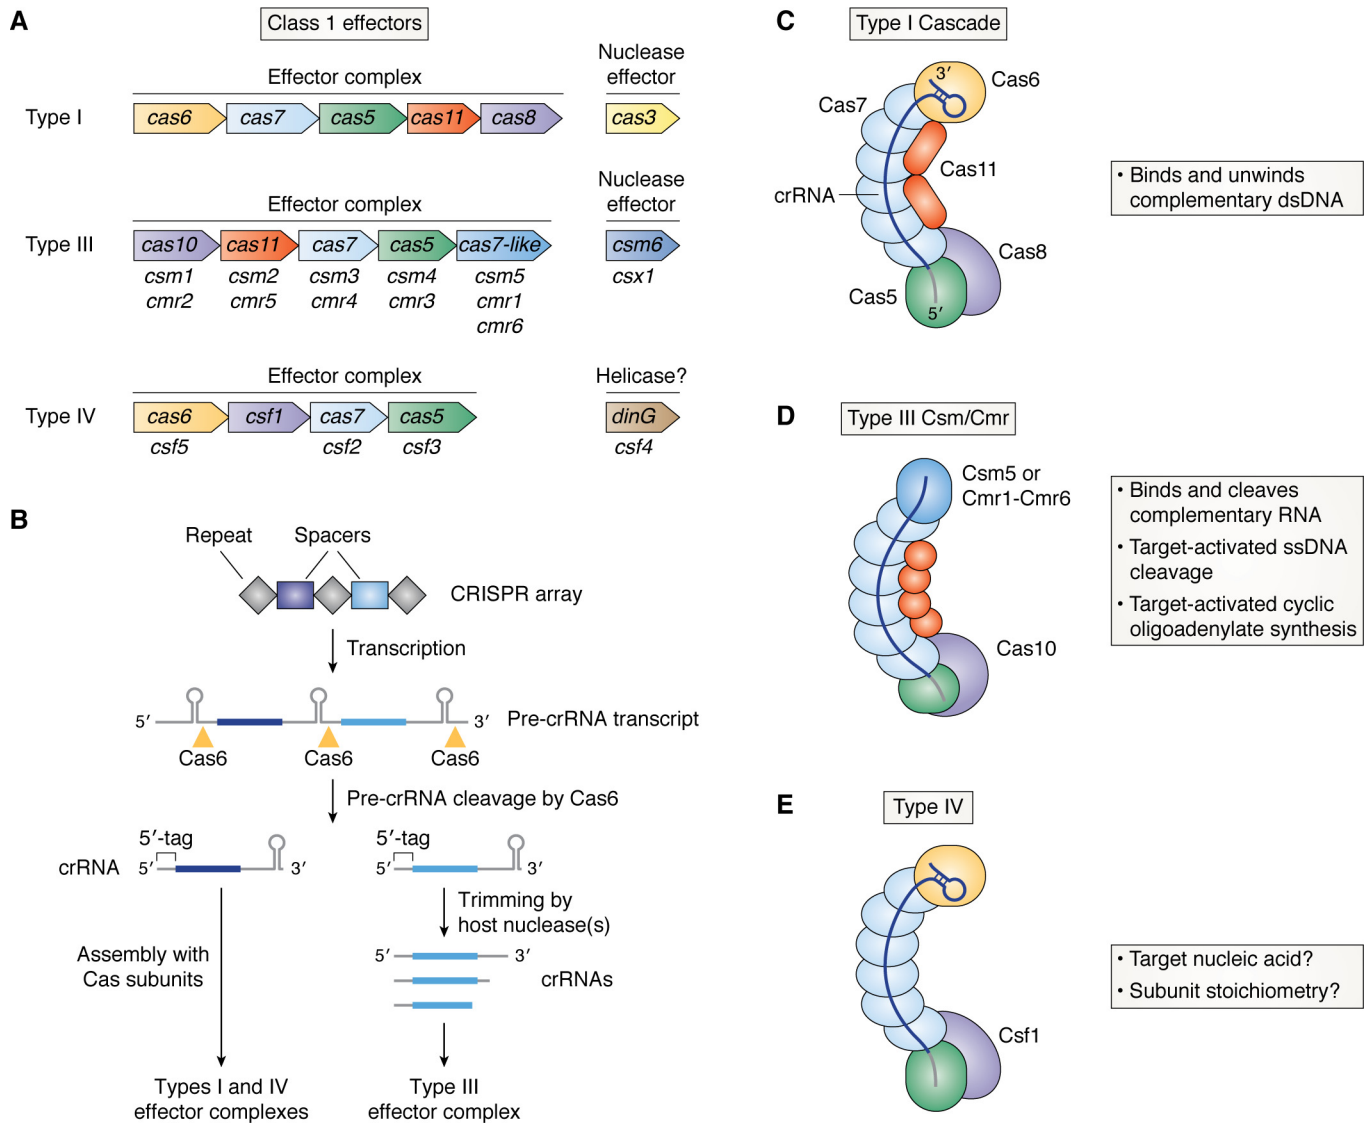 A
Class 1 effectors
Effector complex
Nuclease
effector
Type I
cas6
cas7
cas5
cas11
cas8
cas3
Effector complex
Nuclease
effector
Type III
cas10
cas11
cas7
cas5
cas7-like
csm6
csm1
csm2
csm3
csm4
csm5
csx1
cmr2
cmr5
cmr4
cmr3
cmr1
cmr6
Effector complex
Helicase?
Type IV
cas6
csf1
cas7
cas5
dinG
csf5
csf2
csf3
csf4
B
Repeat
Spacers
CRISPR array
Transcription
5′
3′
Pre-crRNA transcript
Cas6
Cas6
Cas6
Pre-crRNA cleavage by Cas6
5′-tag
5′-tag
crRNA
5′
3′
5′
3′
Trimming by
host nuclease(s)
Assembly with
Cas subunits
5′
3′
crRNAs
Types I and IV
effector complexes
Type III
effector complex
C
Type I Cascade
3′
Cas6
Cas7
Cas11
crRNA
Cas8
Cas5
5′
• Binds and unwinds
complementary dsDNA
D
Type III Csm/Cmr
Csm5 or
Cmr1-Cmr6
Cas10
• Binds and cleaves
complementary RNA
• Target-activated ssDNA
cleavage
• Target-activated cyclic
oligoadenylate synthesis
E
Type IV
Csf1
• Target nucleic acid?
• Subunit stoichiometry?